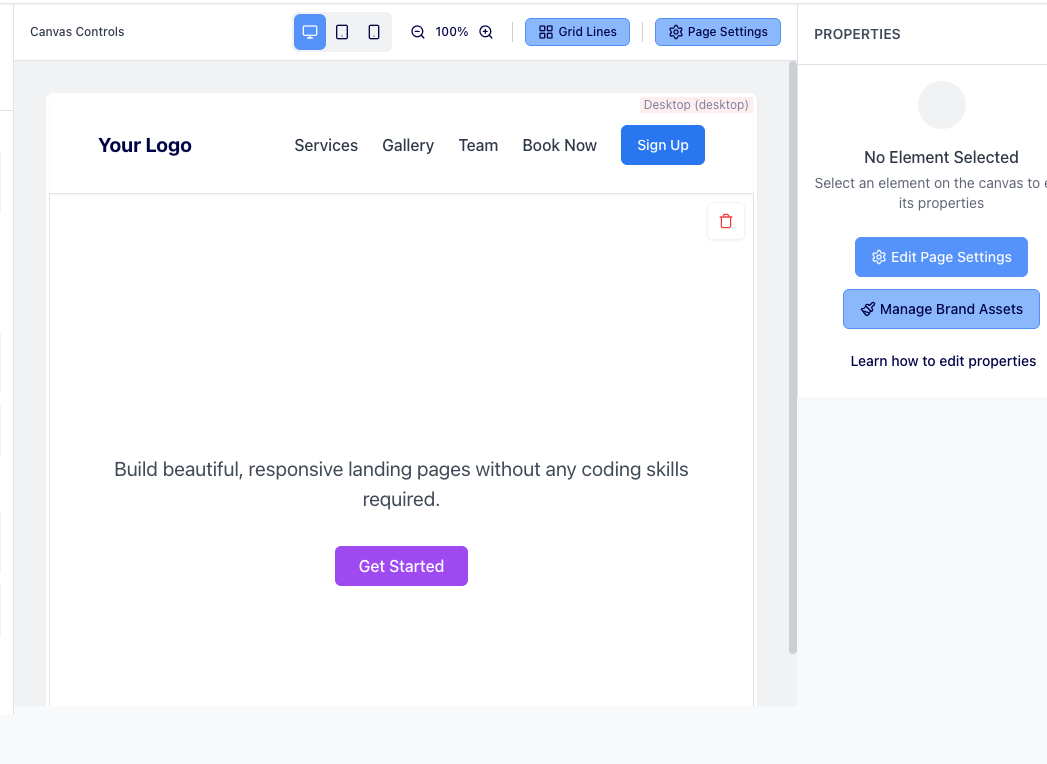 Canvas Controls
100%
Grid Lines
Page Settings
PROPERTIES
Desktop (desktop)
Your Logo
Services
Gallery
Team
Book Now
Sign Up
Build beautiful, responsive landing pages without any coding skills
required.
Get Started
No Element Selected
Select an element on the canvas to
its properties
Edit Page Settings
Manage Brand Assets
Learn how to edit properties